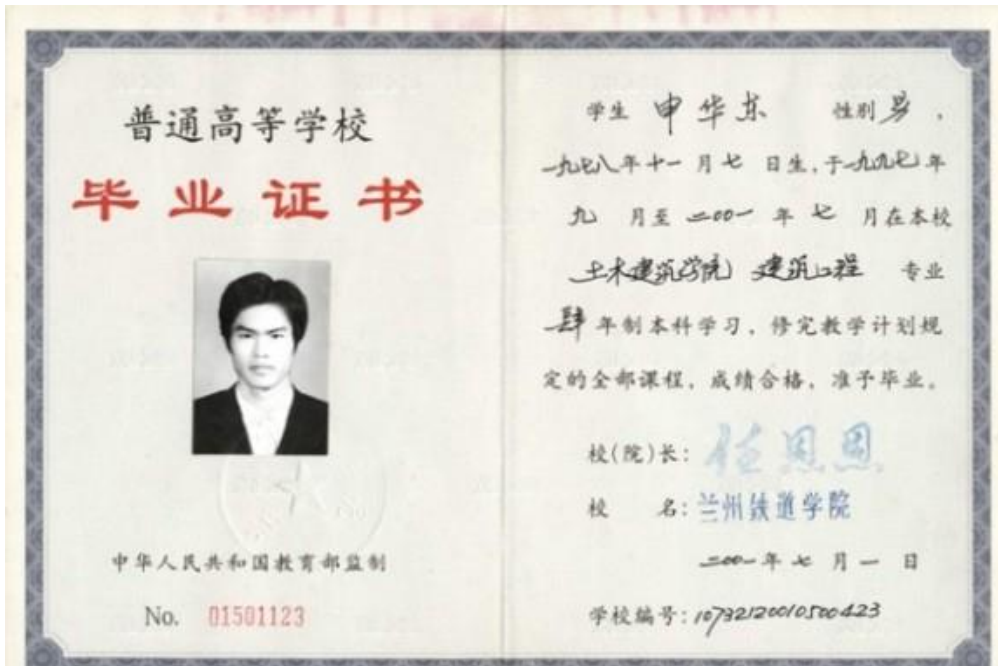 普通高等学校
毕业证书
中华人民共和国教育部监制
No. 01501123
学生 申华东 性别 男，
一九七八年十一月七日生，于一九九七年
九月至二〇〇一年七月在本校
土木建筑学院 建筑工程 专业
肆年制本科学习，修完教学计划规
定的全部课程，成绩合格，准予毕业。
校(院)长：任恩恩
校 名：兰州铁道学院
二〇〇一年七月一日
学校编号：10732120010500423